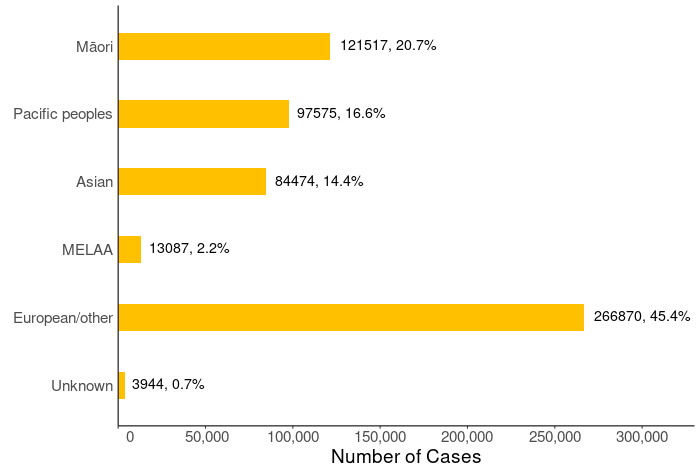 Māori 121517, 20.7%
Pacific peoples 97575, 16.6%
Asian 84474, 14.4%
MELAA 13087, 2.2%
European/other 266870, 45.4%
Unknown 3944, 0.7%
0 50,000 100,000 150,000 200,000 250,000 300,000
Number of Cases